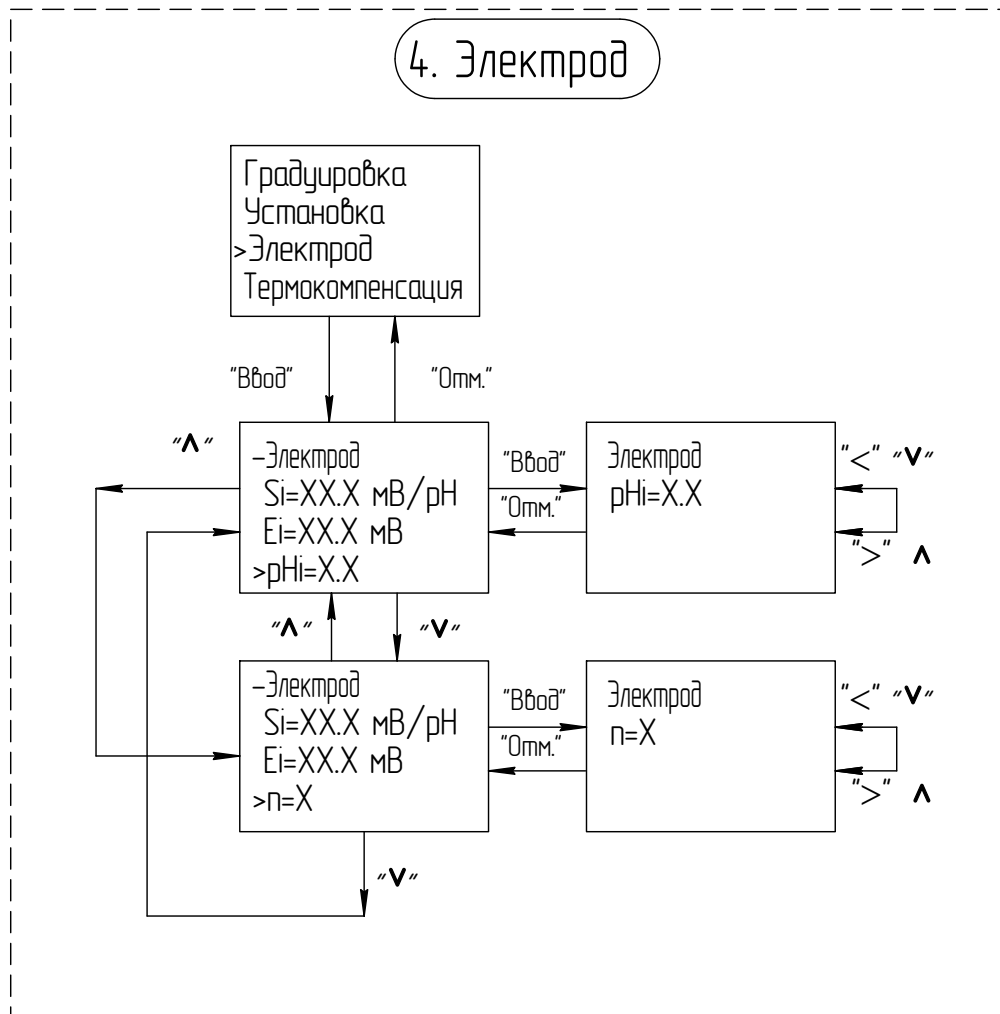 4. Электрод
Градуировка
Установка
>Электрод
Термокомпенсация
"Ввод"
"Отм."
"Λ"
-Электрод
Si=XX.X мВ/pH
Ei=XX.X мВ
>pHi=X.X
"Ввод"
"Отм."
Электрод
pHi=X.X
"<" "V"
">" Λ
"Λ"
"V"
-Электрод
Si=XX.X мВ/pH
Ei=XX.X мВ
>n=X
"Ввод"
"Отм."
Электрод
n=X
"<" "V"
">" Λ
"V"